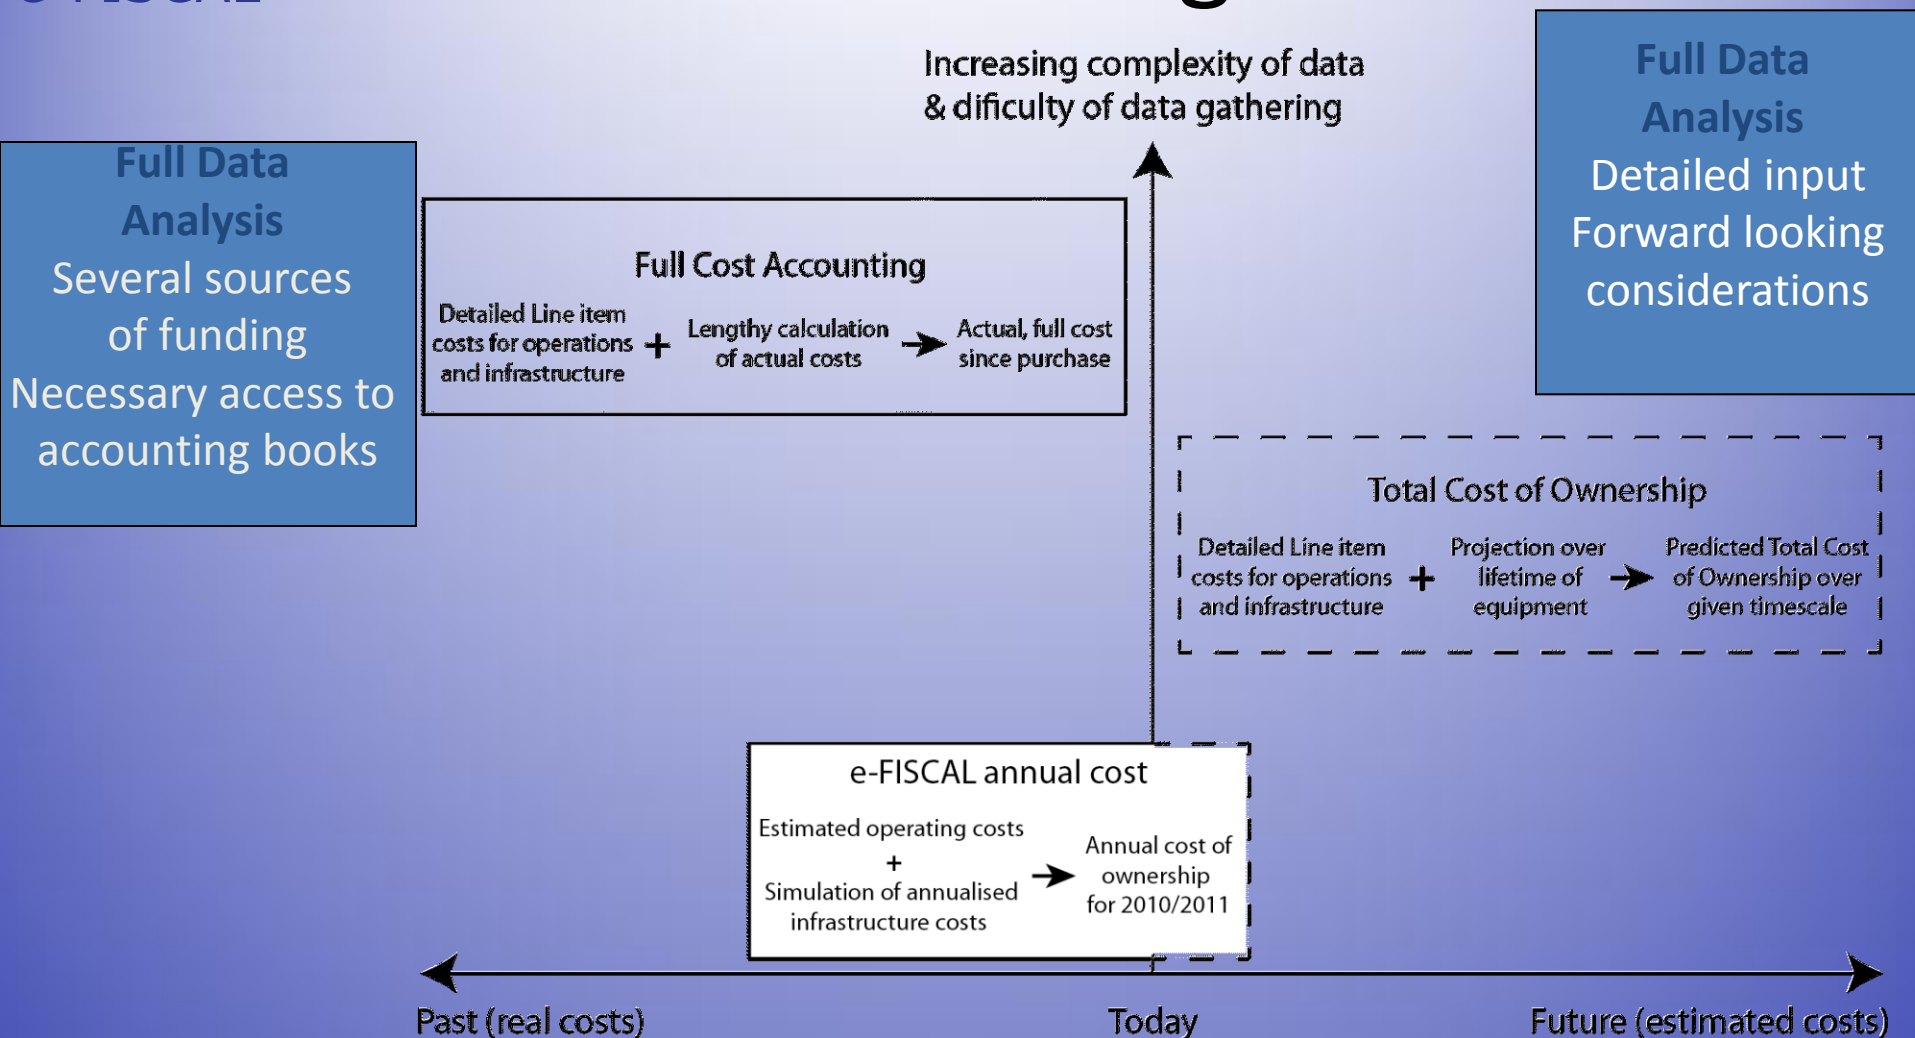 Increasing complexity of data
& dificulty of data gathering
Full Data
Analysis
Detailed input
Forward looking
considerations
Full Data
Analysis
Several sources
of funding
Necessary access to
accounting books
Full Cost Accounting
Detailed Line item
costs for operations
and infrastructure
+
Lengthy calculation
of actual costs
Actual, full cost
since purchase
Total Cost of Ownership
Detailed Line item
costs for operations
and infrastructure
+
Projection over
lifetime of
equipment
Predicted Total Cost
of Ownership over
given timescale
e-FISCAL annual cost
Estimated operating costs
+
Simulation of annualised
infrastructure costs
Annual cost of
ownership
for 2010/2011
Past (real costs)
Today
Future (estimated costs)